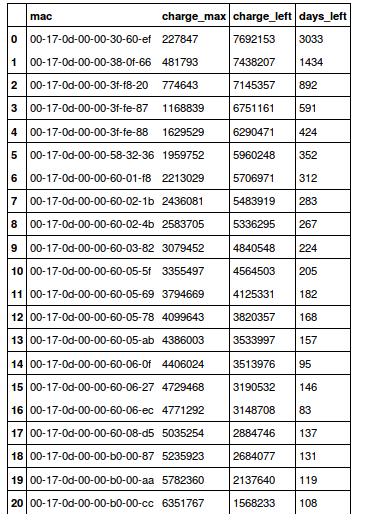 mac charge_max charge_left days_left
0 00-17-0d-00-00-30-60-ef 227847 7692153 3033
1 00-17-0d-00-00-38-0f-66 481793 7438207 1434
2 00-17-0d-00-00-3f-f8-20 774643 7145357 892
3 00-17-0d-00-00-3f-fe-87 1168839 6751161 591
4 00-17-0d-00-00-3f-fe-88 1629529 6290471 424
5 00-17-0d-00-00-58-32-36 1959752 5960248 352
6 00-17-0d-00-00-60-01-f8 2213029 5706971 312
7 00-17-0d-00-00-60-02-1b 2436081 5483919 283
8 00-17-0d-00-00-60-02-4b 2583705 5336295 267
9 00-17-0d-00-00-60-03-82 3079452 4840548 224
10 00-17-0d-00-00-60-05-5f 3355497 4564503 205
11 00-17-0d-00-00-60-05-69 3794669 4125331 182
12 00-17-0d-00-00-60-05-78 4099643 3820357 168
13 00-17-0d-00-00-60-05-ab 4386003 3533997 157
14 00-17-0d-00-00-60-06-0f 4406024 3513976 95
15 00-17-0d-00-00-60-06-27 4729468 3190532 146
16 00-17-0d-00-00-60-06-ec 4771292 3148708 83
17 00-17-0d-00-00-60-08-d5 5035254 2884746 137
18 00-17-0d-00-00-b0-00-87 5235923 2684077 131
19 00-17-0d-00-00-b0-00-aa 5782360 2137640 119
20 00-17-0d-00-00-b0-00-cc 6351767 1568233 108